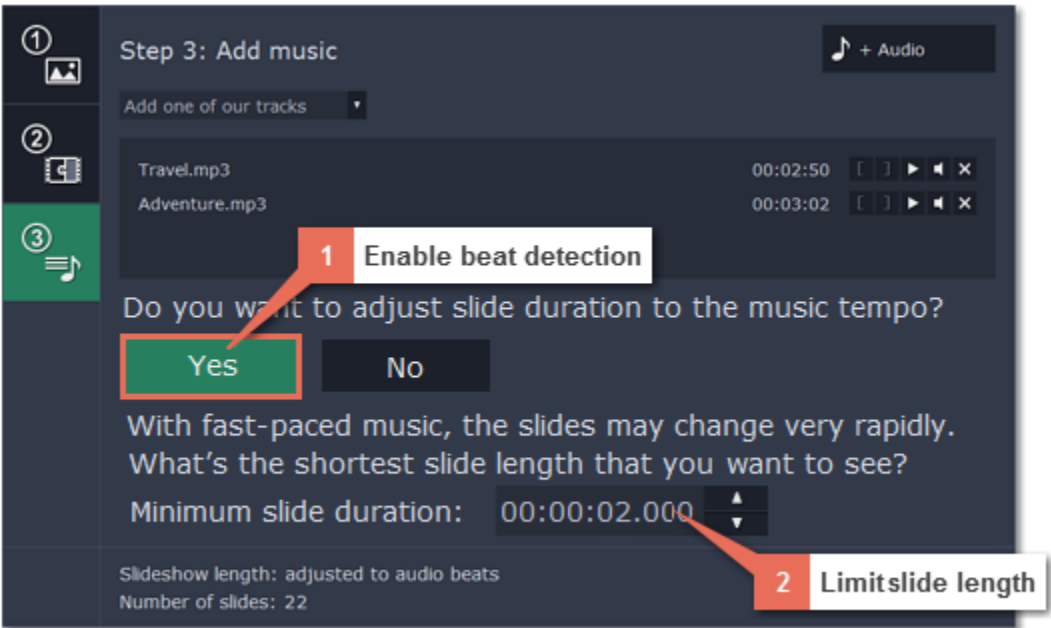 1
Step 3: Add music
+ Audio
Add one of our tracks
2
Travel.mp3 00:02:50 [ ]
Adventure.mp3 00:03:02 [ ]
3
1 Enable beat detection
Do you want to adjust slide duration to the music tempo?
Yes No
With fast-paced music, the slides may change very rapidly.
What's the shortest slide length that you want to see?
Minimum slide duration: 00:00:02.000
Slideshow length: adjusted to audio beats
2 Limitslide length
Number of slides: 22